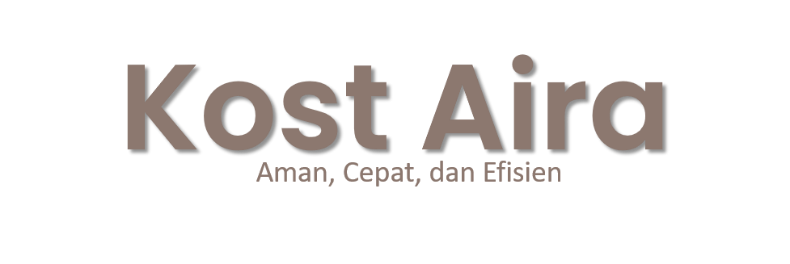 Kost Aira
Aman, Cepat, dan Efisien